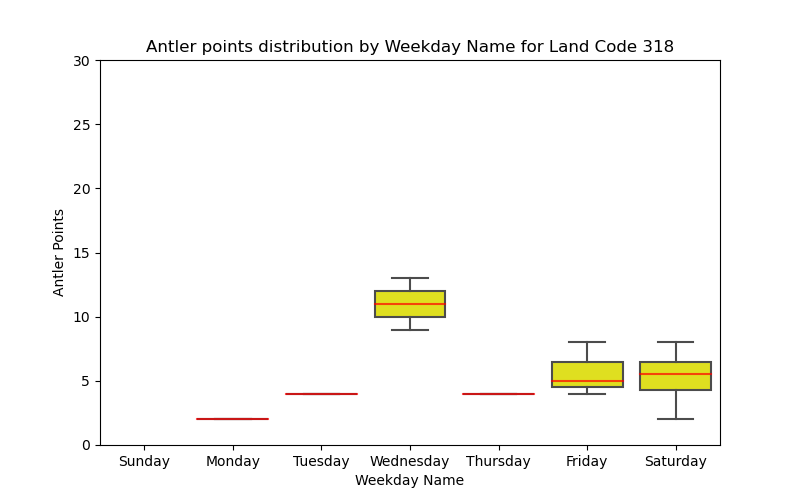 Antler points distribution by Weekday Name for Land Code 318
30
25
20
15
10
5
0
Antler Points
Sunday Monday Tuesday Wednesday Thursday Friday Saturday
Weekday Name